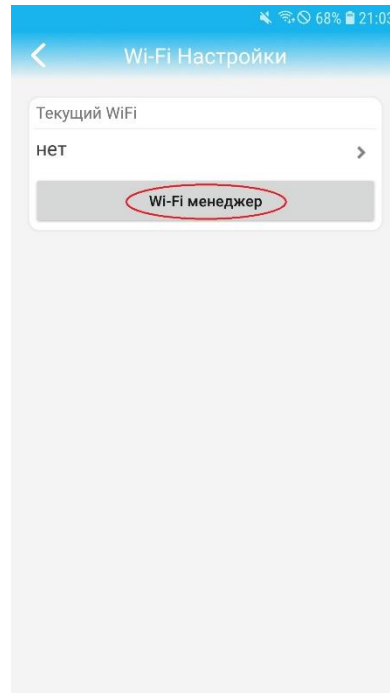 68% 21:03
Wi-Fi Настройки
Текущий WiFi
нет
Wi-Fi менеджер